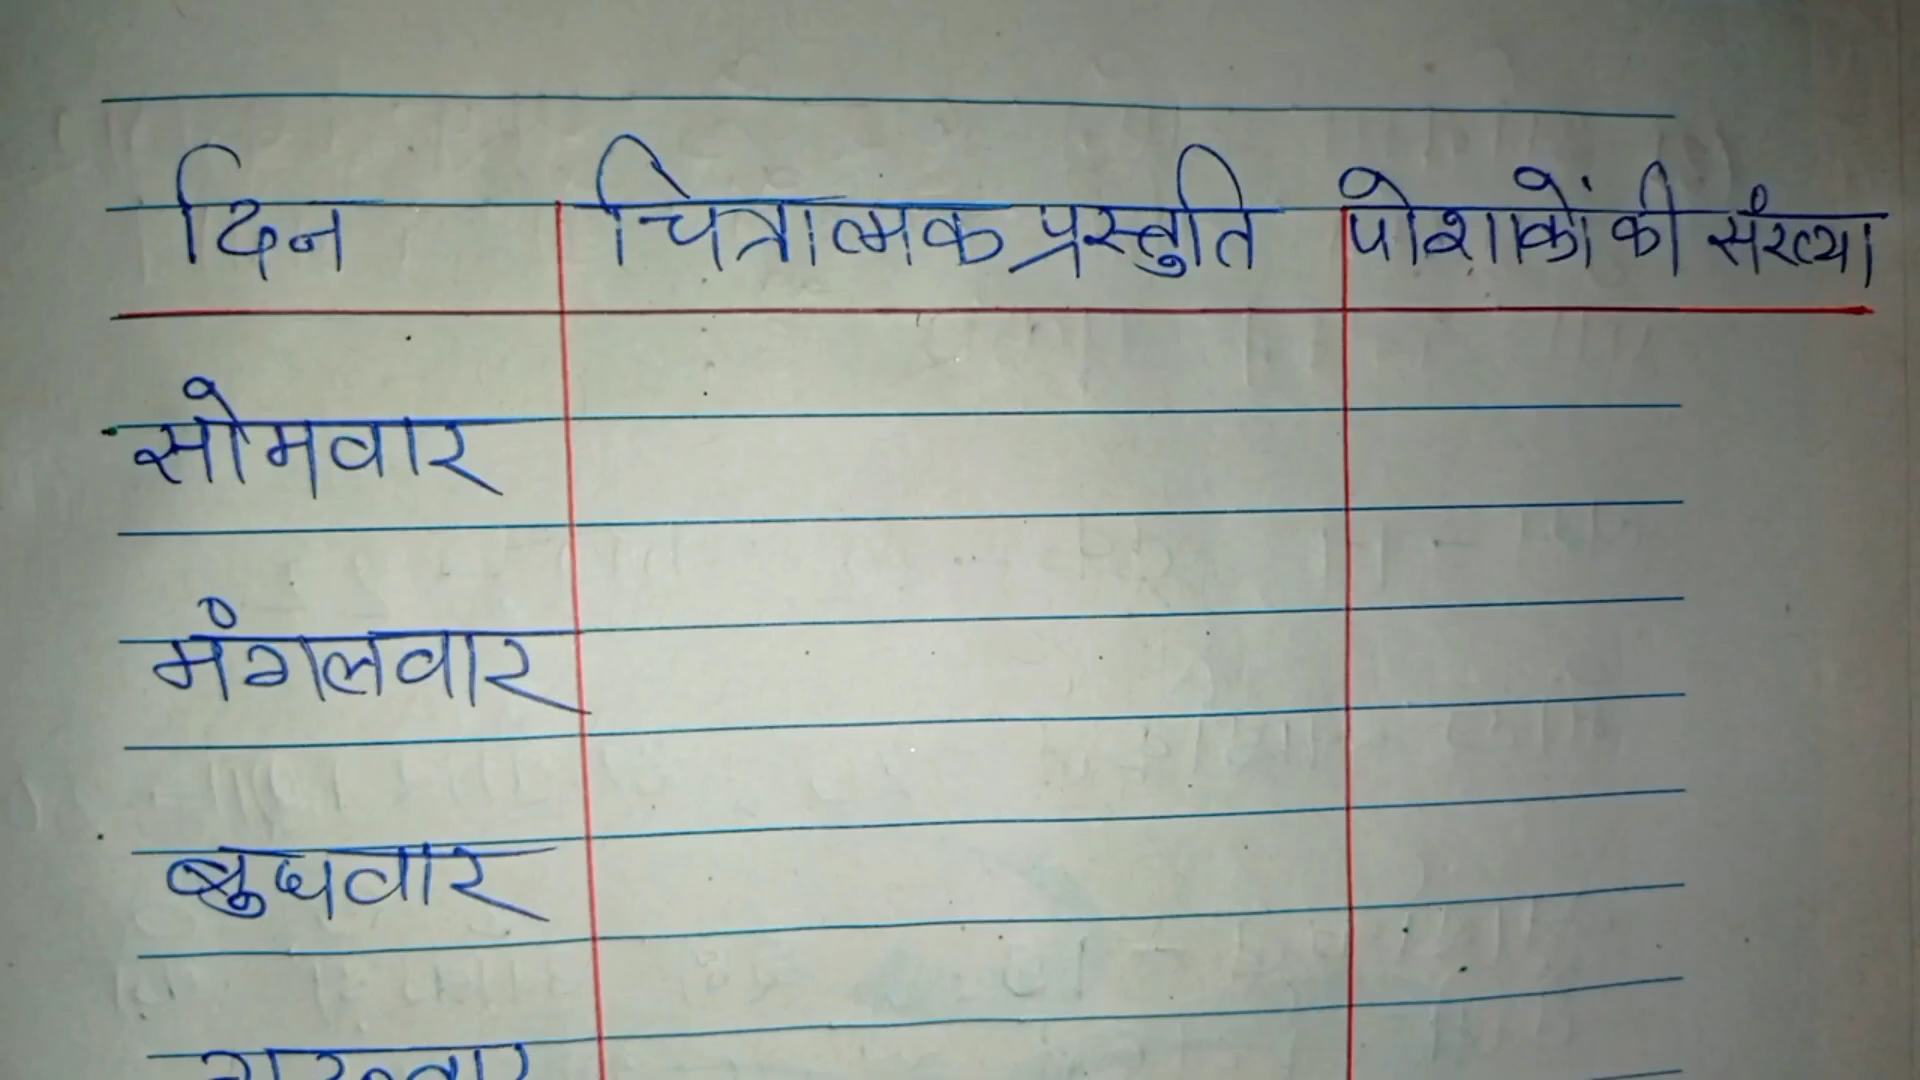 दिन चित्रात्मक प्रस्तुति पोशाकों की संख्या
सोमवार
मंगलवार
बुधवार
गुरुवार